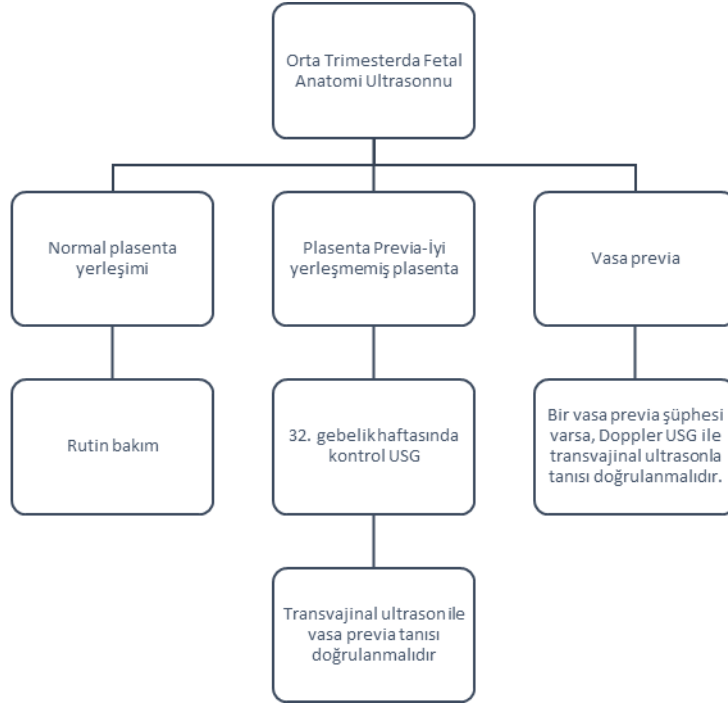 Orta Trimesterda Fetal
Anatomi Ultrasonnu
Normal plasenta
yerleşimi
Plasenta Previa-İyi
yerleşmemiş plasenta
Vasa previa
Rutin bakım
32. gebelik haftasında
kontrol USG
Bir vasa previa şüphesi
varsa, Doppler USG ile
transvajinal ultrasonla
tanısı doğrulanmalıdır.
Transvajinal ultrason ile
vasa previa tanısı
doğrulanmalıdır